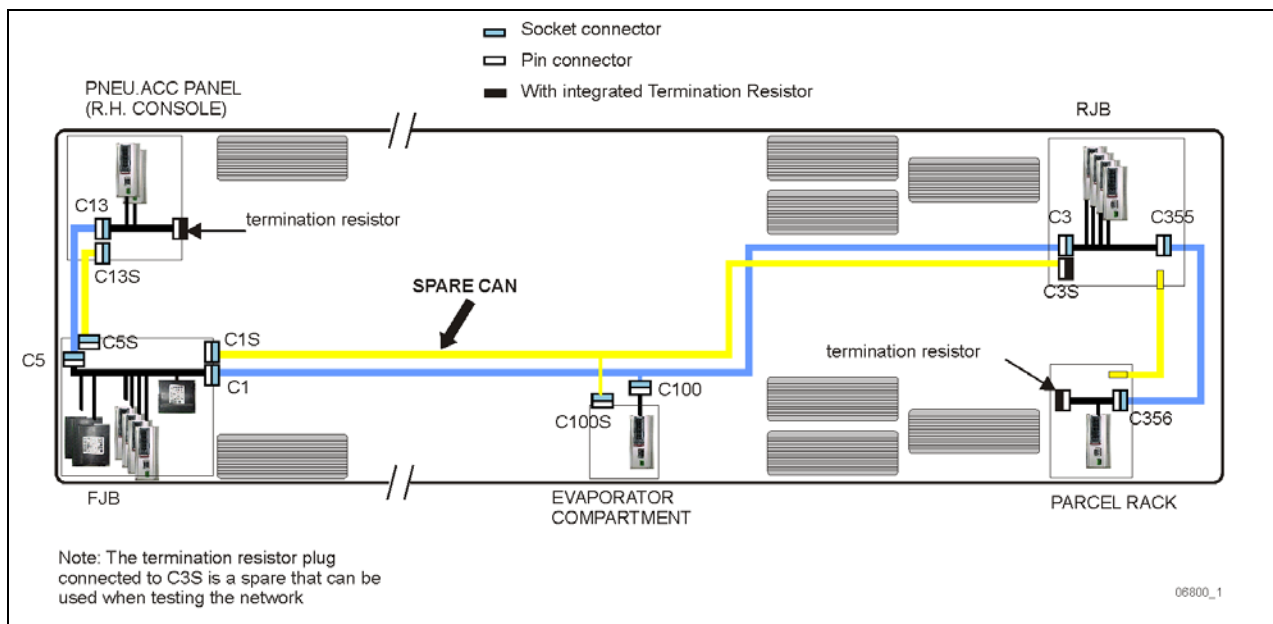 Socket connector
Pin connector
With integrated Termination Resistor
PNEU.ACC PANEL
(R.H. CONSOLE)
RJB
C13
termination resistor
C3
C355
C13S
C3S
SPARE CAN
C5
C5S
C1S
C1
termination resistor
C100
C100S
C356
FJB
EVAPORATOR
COMPARTMENT
PARCEL RACK
Note: The termination resistor plug
connected to C3S is a spare that can be
used when testing the network
06800_1